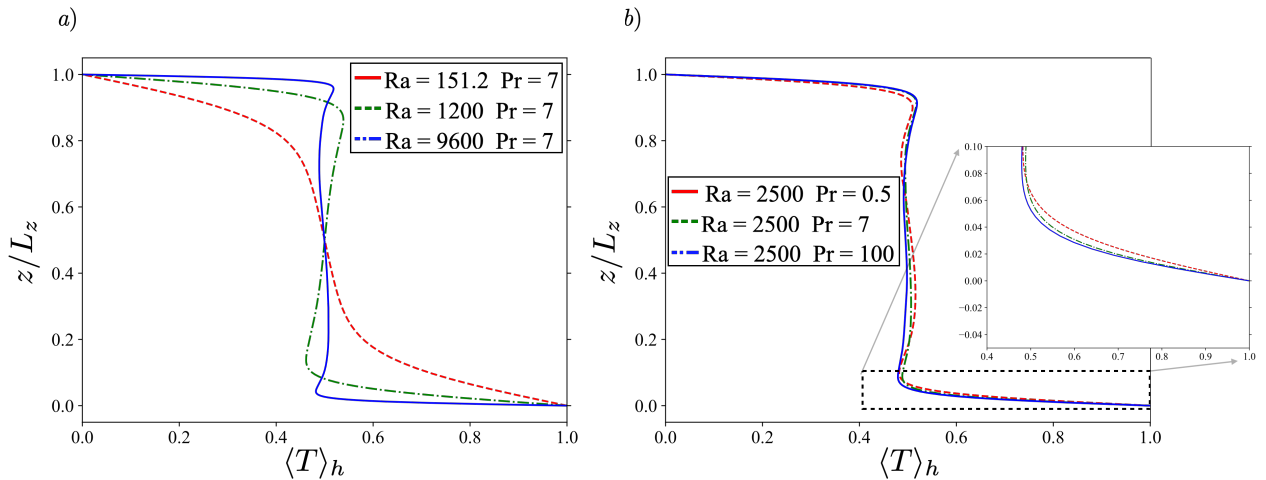 a)
1.0
0.8
0.6
0.4
0.2
0.0
z/L_z
Ra = 151.2 Pr = 7
Ra = 1200 Pr = 7
Ra = 9600 Pr = 7
0.0 0.2 0.4 0.6 0.8 1.0
⟨T⟩_h
b)
1.0
0.8
0.6
0.4
0.2
0.0
z/L_z
Ra = 2500 Pr = 0.5
Ra = 2500 Pr = 7
Ra = 2500 Pr = 100
0.10
0.08
0.06
0.04
0.02
0.00
−0.02
−0.04
0.4 0.5 0.6 0.7 0.8 0.9 1.0
0.0 0.2 0.4 0.6 0.8 1.0
⟨T⟩_h